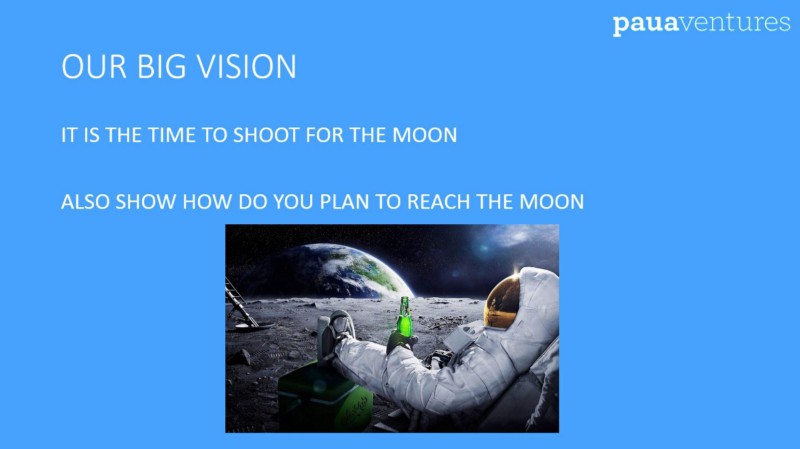 pauaventures
OUR BIG VISION
IT IS THE TIME TO SHOOT FOR THE MOON
ALSO SHOW HOW DO YOU PLAN TO REACH THE MOON